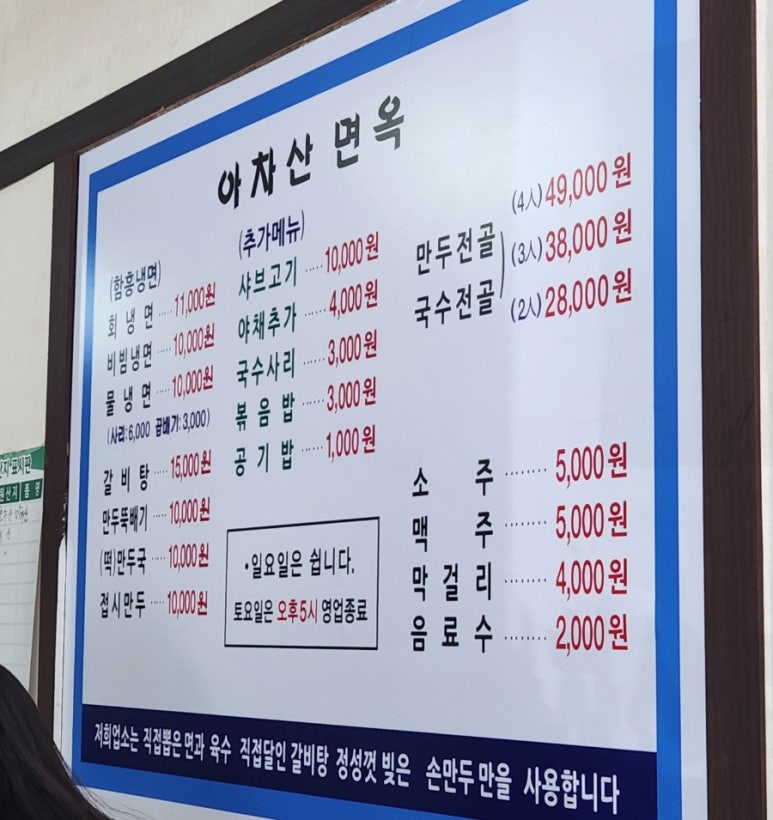 아차산 면옥
(함흥냉면)
회 냉 면 ····· 11,000원
비빔냉면 ····· 10,000원
물 냉 면 ····· 10,000원
(사리:6,000 곱배기:3,000)
갈 비 탕 ····· 15,000원
만두뚝배기 ···· 10,000원
(떡)만두국 ···· 10,000원
접시만두 ····· 10,000원
(추가메뉴)
샤브고기 ····· 10,000원
야채추가 ······ 4,000원
국수사리 ······ 3,000원
볶 음 밥 ······ 3,000원
공 기 밥 ······ 1,000원
•일요일은 쉽니다.
토요일은 오후5시 영업종료
(4人) 49,000원
만두전골 (3人) 38,000원
국수전골 (2人) 28,000원
소 주 ········ 5,000원
맥 주 ········ 5,000원
막 걸 리 ········ 4,000원
음 료 수 ········ 2,000원
저희업소는 직접뽑은 면과 육수 직접달인 갈비탕 정성껏 빚은 손만두 만을 사용합니다
원산지 품 명